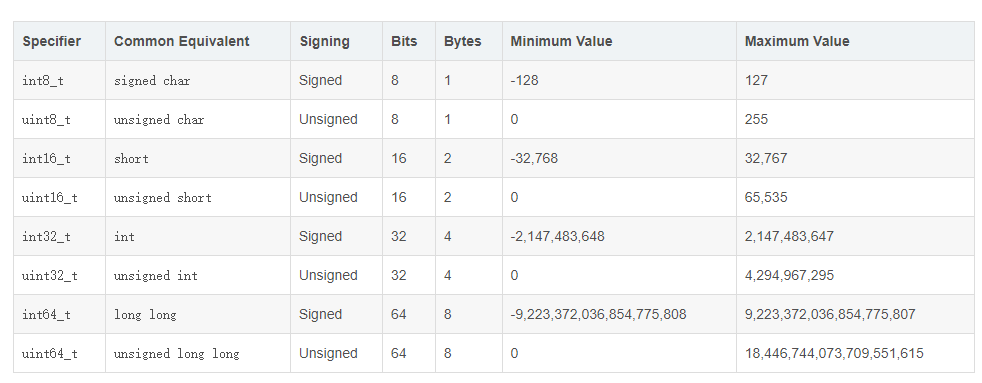 Specifier Common Equivalent Signing Bits Bytes Minimum Value Maximum Value
int8_t signed char Signed 8 1 -128 127
uint8_t unsigned char Unsigned 8 1 0 255
int16_t short Signed 16 2 -32,768 32,767
uint16_t unsigned short Unsigned 16 2 0 65,535
int32_t int Signed 32 4 -2,147,483,648 2,147,483,647
uint32_t unsigned int Unsigned 32 4 0 4,294,967,295
int64_t long long Signed 64 8 -9,223,372,036,854,775,808 9,223,372,036,854,775,807
uint64_t unsigned long long Unsigned 64 8 0 18,446,744,073,709,551,615